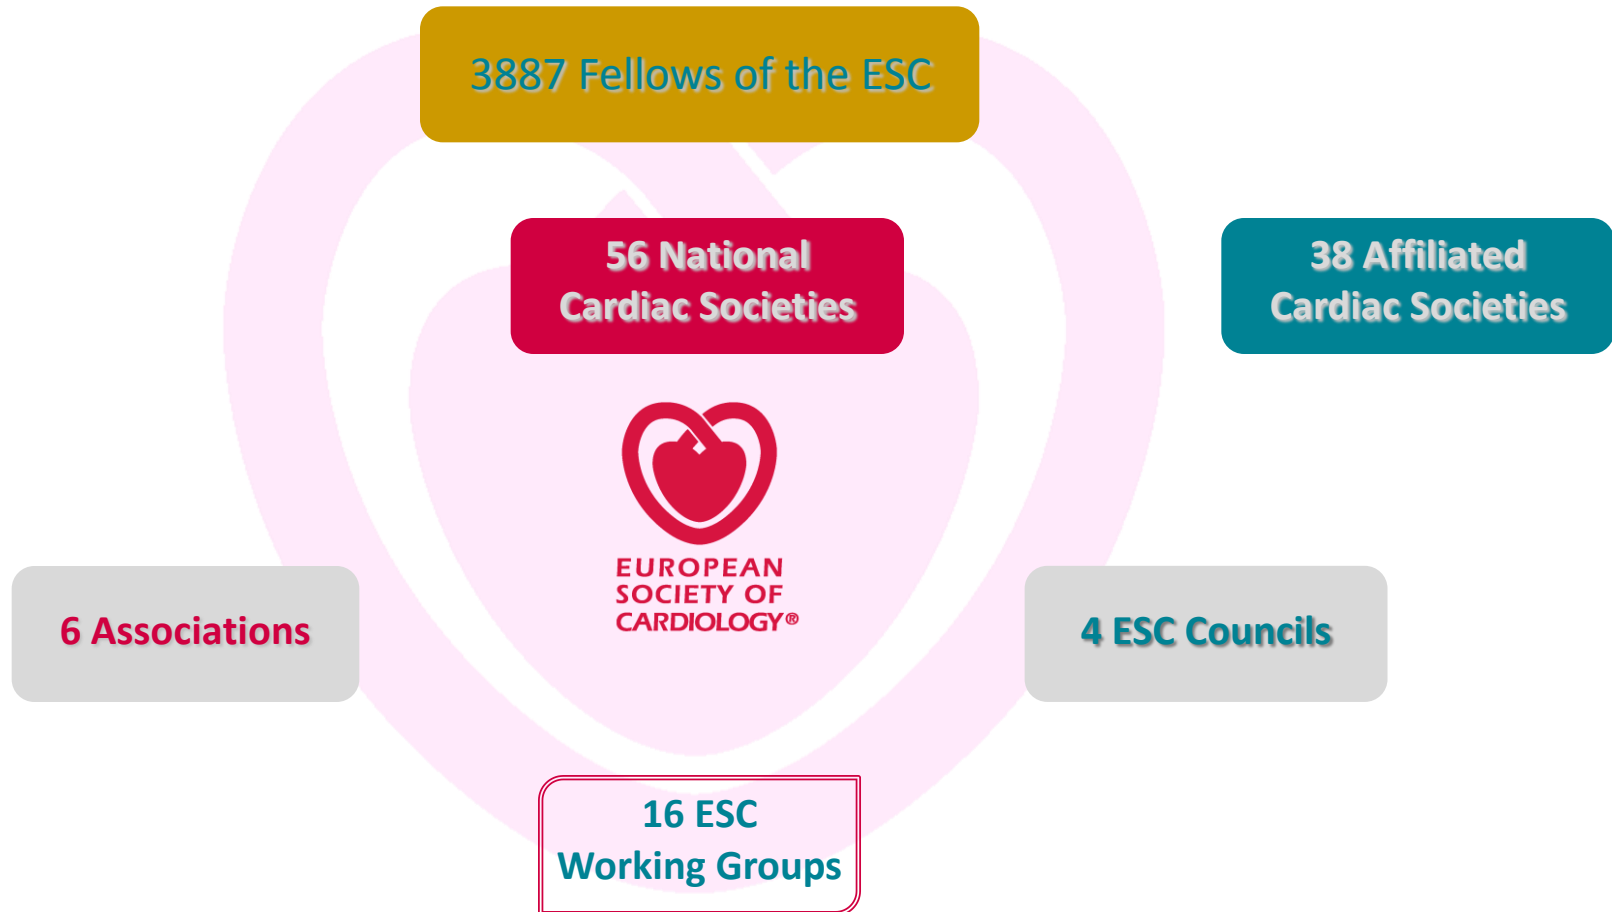 3887 Fellows of the ESC
56 National
Cardiac Societies
38 Affiliated
Cardiac Societies
EUROPEAN
SOCIETY OF
CARDIOLOGY®
6 Associations
4 ESC Councils
16 ESC
Working Groups